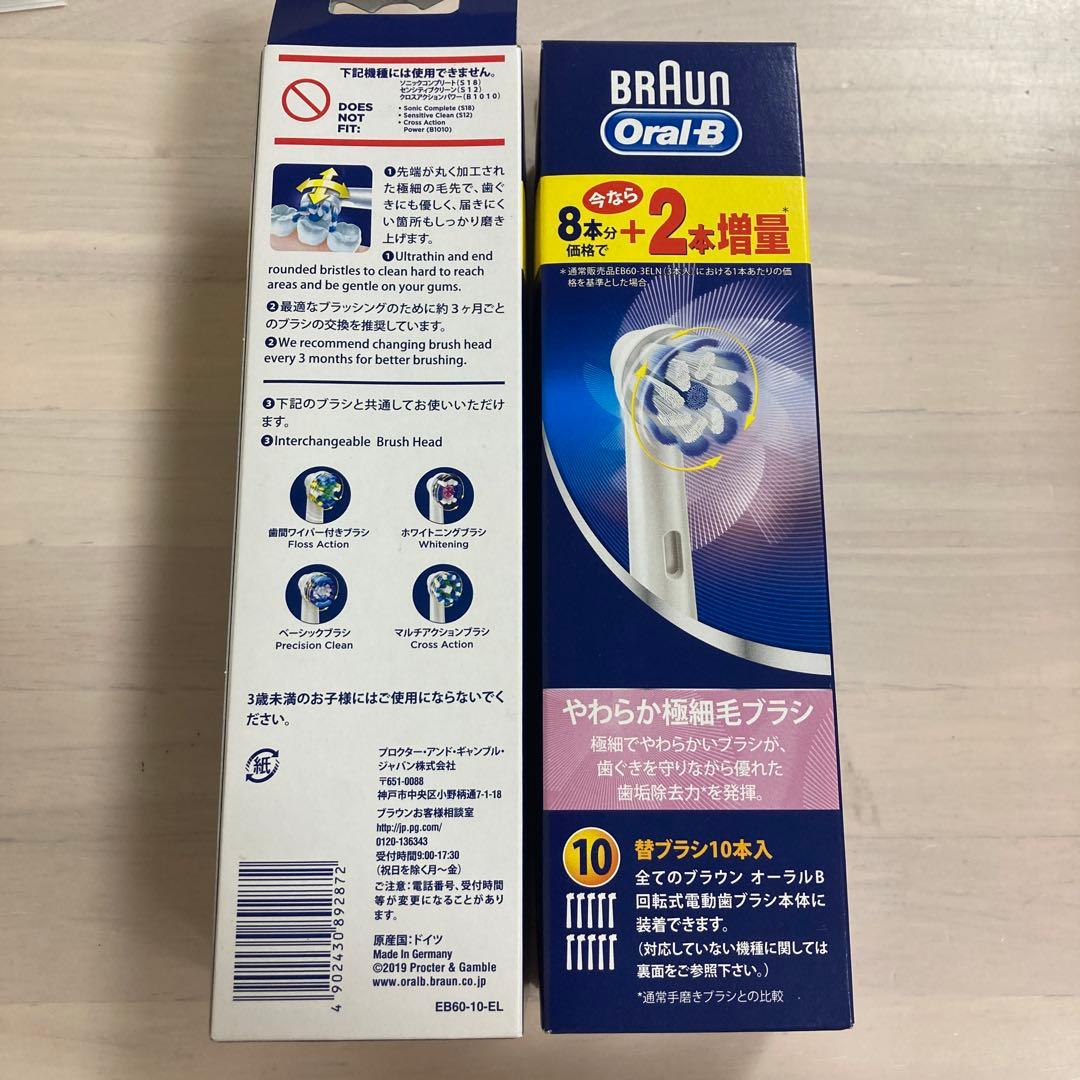 下記機種には使用できません。
ソニックコンプリート(S18)
センシティブクリーン(S12)
クロスアクションパワー(B1010)
DOES
NOT
FIT:
• Sonic Complete (S18)
• Sensitive Clean (S12)
• Cross Action
Power (B1010)
❶先端が丸く加工され
た極細の毛先で、歯ぐ
きにも優しく、届きにく
い箇所もしっかり磨き
上げます。
❶Ultrathin and end
rounded bristles to clean hard to reach
areas and be gentle on your gums.
❷最適なブラッシングのために約3ヶ月ごと
のブラシの交換を推奨しています。
❷We recommend changing brush head
every 3 months for better brushing.
❸下記のブラシと共通してお使いいただけ
ます。
❸Interchangeable Brush Head
歯間ワイパー付きブラシ
Floss Action
ホワイトニングブラシ
Whitening
ベーシックブラシ
Precision Clean
マルチアクションブラシ
Cross Action
3歳未満のお子様にはご使用にならないでく
ださい。
紙
プロクター・アンド・ギャンブル・
ジャパン株式会社
〒651-0088
神戸市中央区小野柄通7-1-18
ブラウンお客様相談室
http://jp.pg.com/
0120-136343
受付時間9:00-17:30
(祝日を除く月〜金)
ご注意:電話番号、受付時間
等が変更になることがあり
ます。
原産国:ドイツ
Made In Germany
©2019 Procter & Gamble
www.oralb.braun.co.jp
EB60-10-EL
4 902430 892872
BRAUN
Oral-B
今なら
8本分
価格で
+2本増量*
*通常販売品EB60-3ELN(3本入)における1本あたりの価
格を基準とした場合
やわらか極細毛ブラシ
極細でやわらかいブラシが、
歯ぐきを守りながら優れた
歯垢除去力*を発揮。
10
替ブラシ10本入
全てのブラウン オーラルB
回転式電動歯ブラシ本体に
装着できます。
(対応していない機種に関しては
裏面をご参照下さい。)
*通常手磨きブラシとの比較